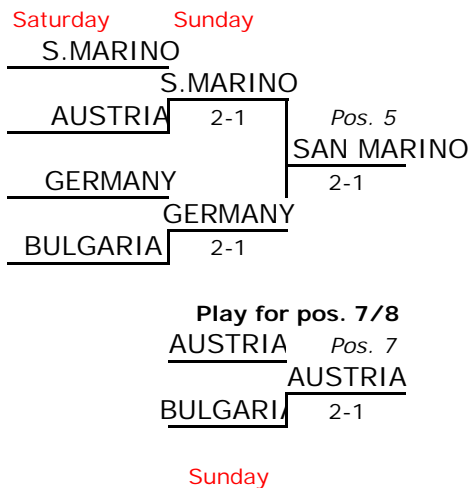 Saturday Sunday
S.MARINO
S.MARINO
AUSTRIA 2-1 Pos. 5
SAN MARINO
GERMANY 2-1
GERMANY
BULGARIA 2-1
Play for pos. 7/8
AUSTRIA Pos. 7
AUSTRIA
BULGARIA 2-1
Sunday